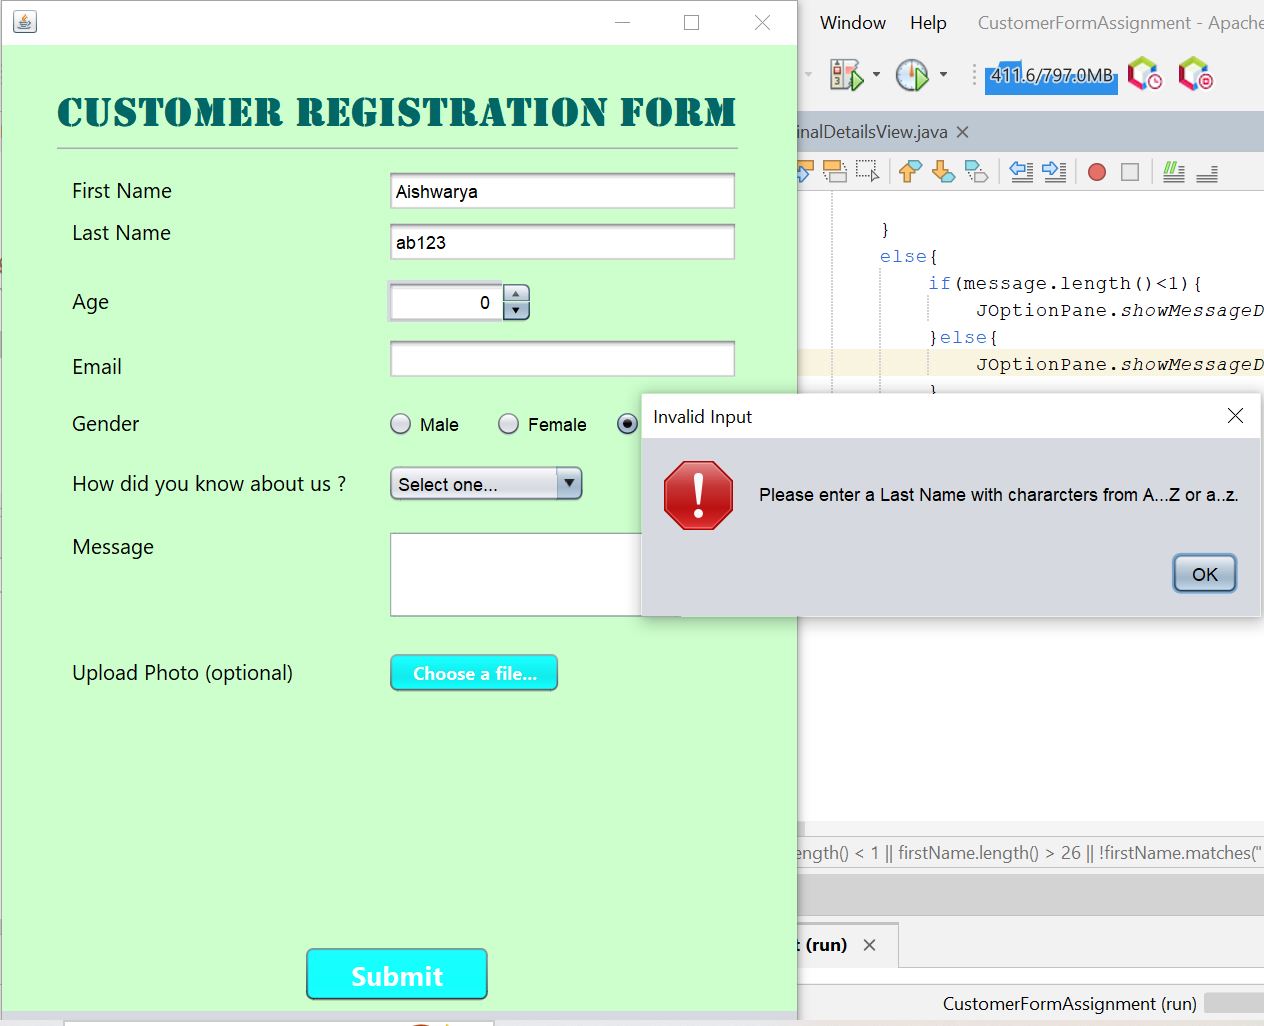 Window Help CustomerFormAssignment - Apache
411.6/797.0MB
CUSTOMER REGISTRATION FORM
inalDetailsView.java
First Name Aishwarya
Last Name ab123
}
else{
if(message.length()<1){
JOptionPane.showMessageD
}else{
JOptionPane.showMessageD
Age 0
Email
Gender Male Female
How did you know about us ? Select one...
Message
Upload Photo (optional) Choose a file...
Submit
Invalid Input
Please enter a Last Name with chararcters from A...Z or a..z.
OK
ength() < 1 || firstName.length() > 26 || !firstName.matches("
t (run)
CustomerFormAssignment (run)